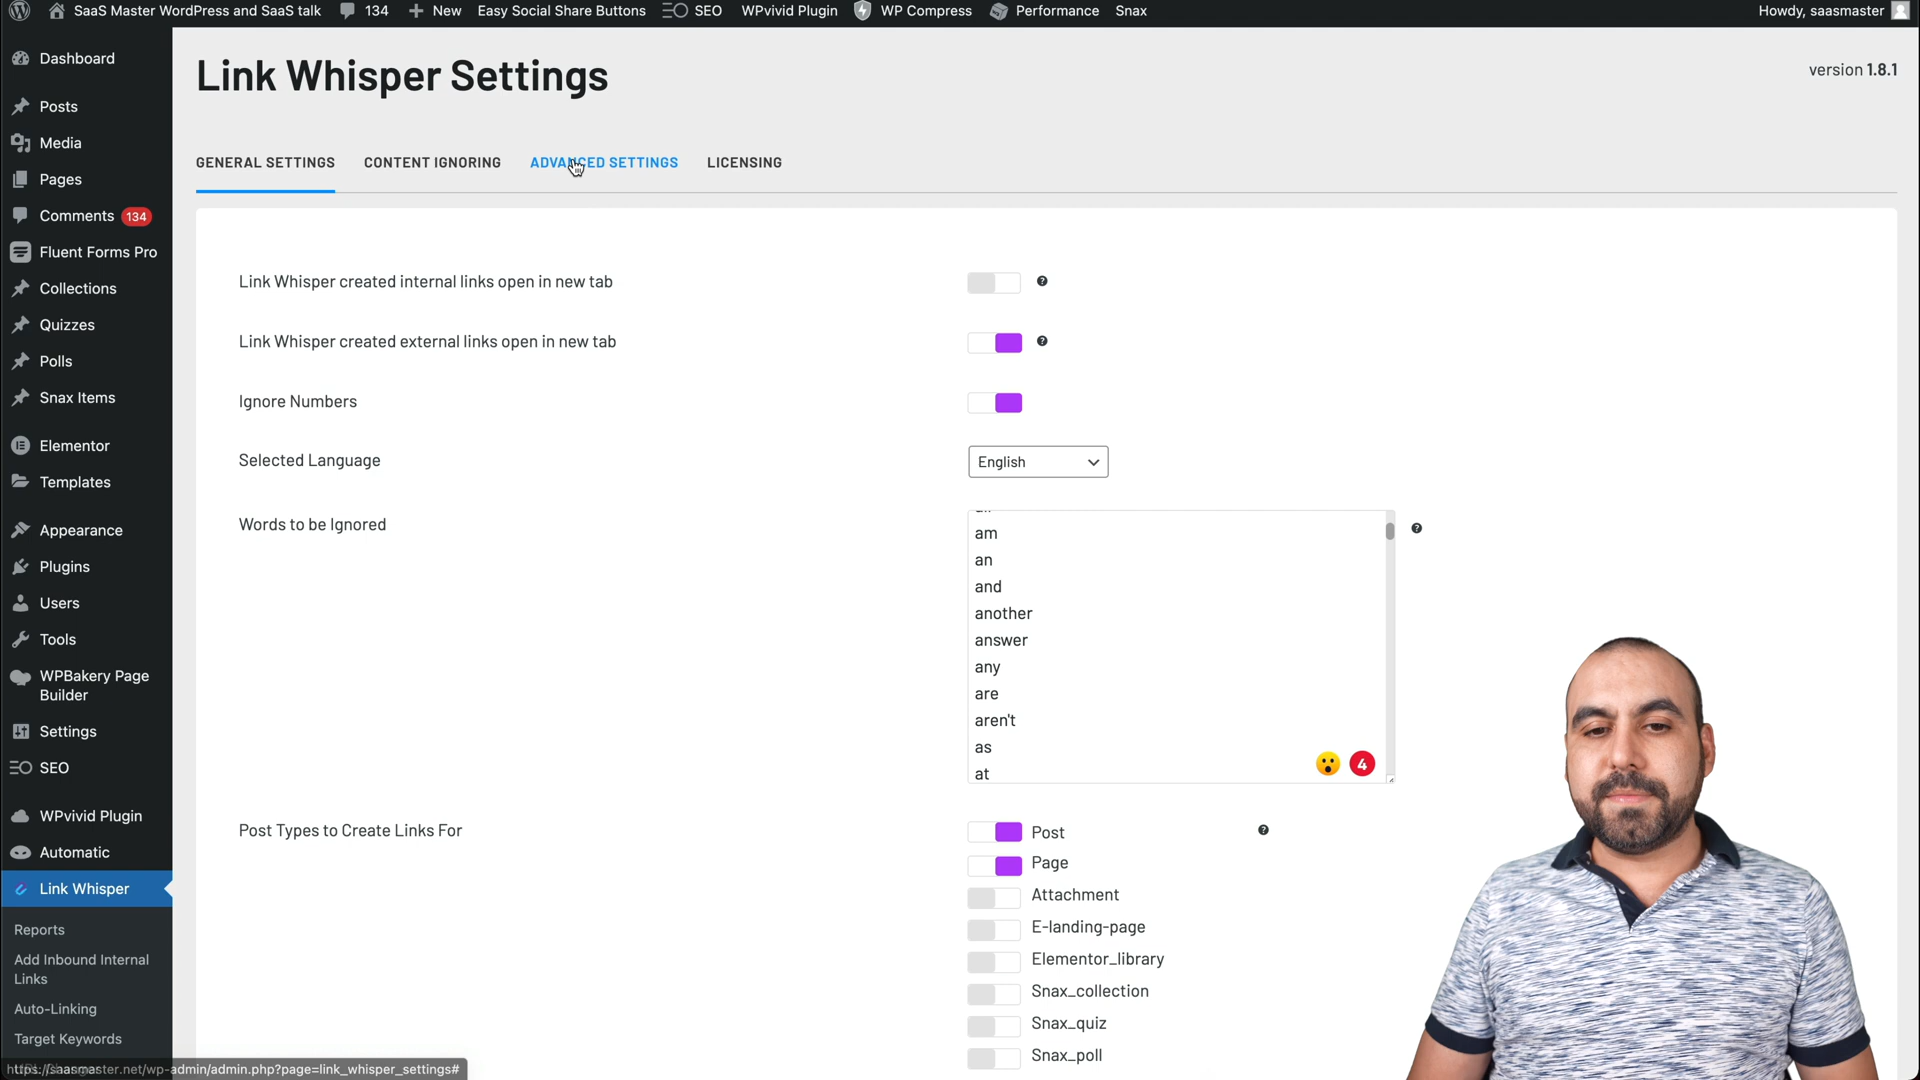 SaaS Master WordPress and SaaS talk 134 New Easy Social Share Buttons SEO WPvivid Plugin WP Compress Performance Snax Howdy, saasmaster
Dashboard
Posts
Media
Pages
Comments 134
Fluent Forms Pro
Collections
Quizzes
Polls
Snax Items
Elementor
Templates
Appearance
Plugins
Users
Tools
WPBakery Page
Builder
Settings
SEO
WPvivid Plugin
Automatic
Link Whisper
Reports
Add Inbound Internal
Links
Auto-Linking
Target Keywords
https://saasmaster.net/wp-admin/admin.php?page=link_whisper_settings#
Link Whisper Settings
version 1.8.1
GENERAL SETTINGS CONTENT IGNORING ADVANCED SETTINGS LICENSING
Link Whisper created internal links open in new tab
Link Whisper created external links open in new tab
Ignore Numbers
Selected Language English
Words to be Ignored
am
an
and
another
answer
any
are
aren't
as
at
4
Post Types to Create Links For
Post
Page
Attachment
E-landing-page
Elementor_library
Snax_collection
Snax_quiz
Snax_poll